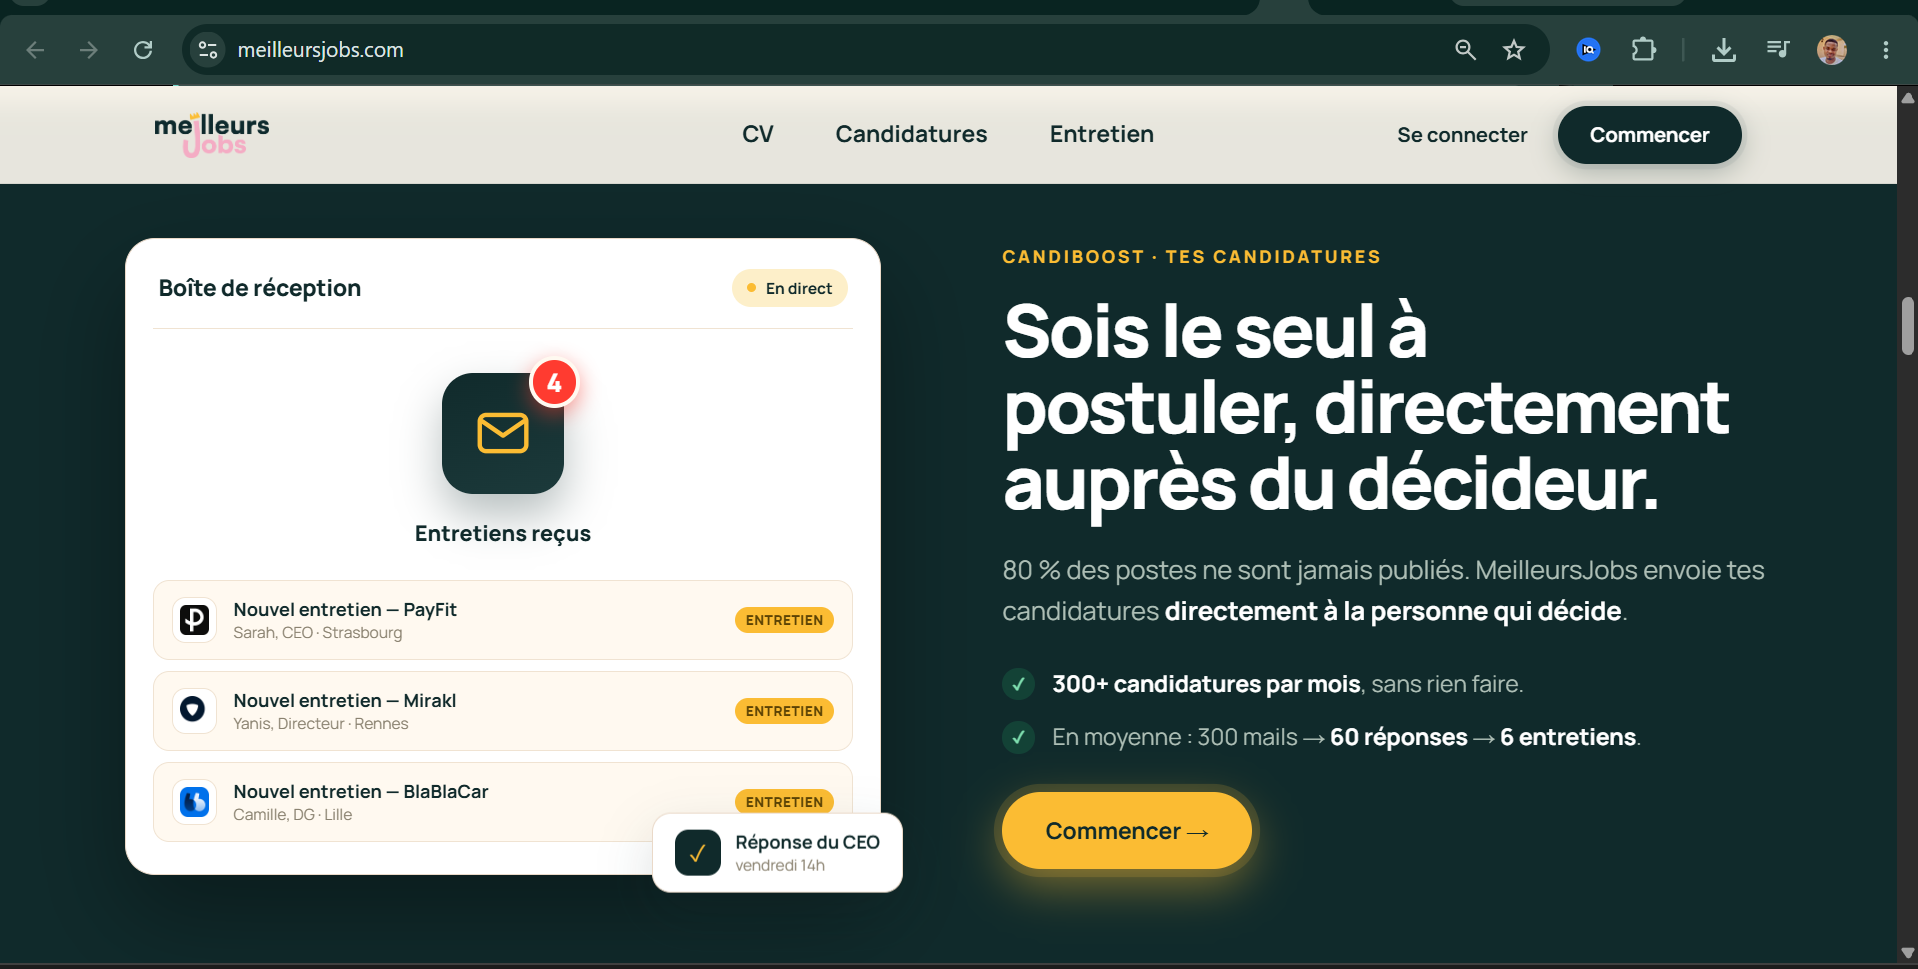 meilleursjobs.com
meilleurs
Jobs
CV
Candidatures
Entretien
Se connecter
Commencer
Boîte de réception
En direct
4
Entretiens reçus
Nouvel entretien — PayFit
Sarah, CEO · Strasbourg
ENTRETIEN
Nouvel entretien — Mirakl
Yanis, Directeur · Rennes
ENTRETIEN
Nouvel entretien — BlaBlaCar
Camille, DG · Lille
ENTRETIEN
Réponse du CEO
vendredi 14h
CANDIBOOST · TES CANDIDATURES
Sois le seul à
postuler, directement
auprès du décideur.
80 % des postes ne sont jamais publiés. MeilleursJobs envoie tes
candidatures directement à la personne qui décide.
300+ candidatures par mois, sans rien faire.
En moyenne : 300 mails → 60 réponses → 6 entretiens.
Commencer →